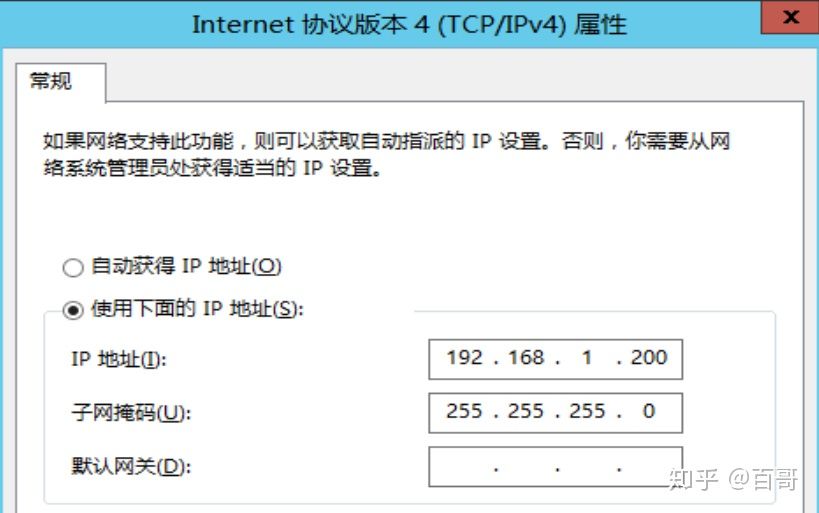 Internet 协议版本 4 (TCP/IPv4) 属性
x
常规
如果网络支持此功能，则可以获取自动指派的 IP 设置。否则，你需要从网
络系统管理员处获得适当的 IP 设置。
自动获得 IP 地址(O)
使用下面的 IP 地址(S):
IP 地址(I): 192 . 168 . 1 . 200
子网掩码(U): 255 . 255 . 255 . 0
默认网关(D): . . .
知乎 @百哥